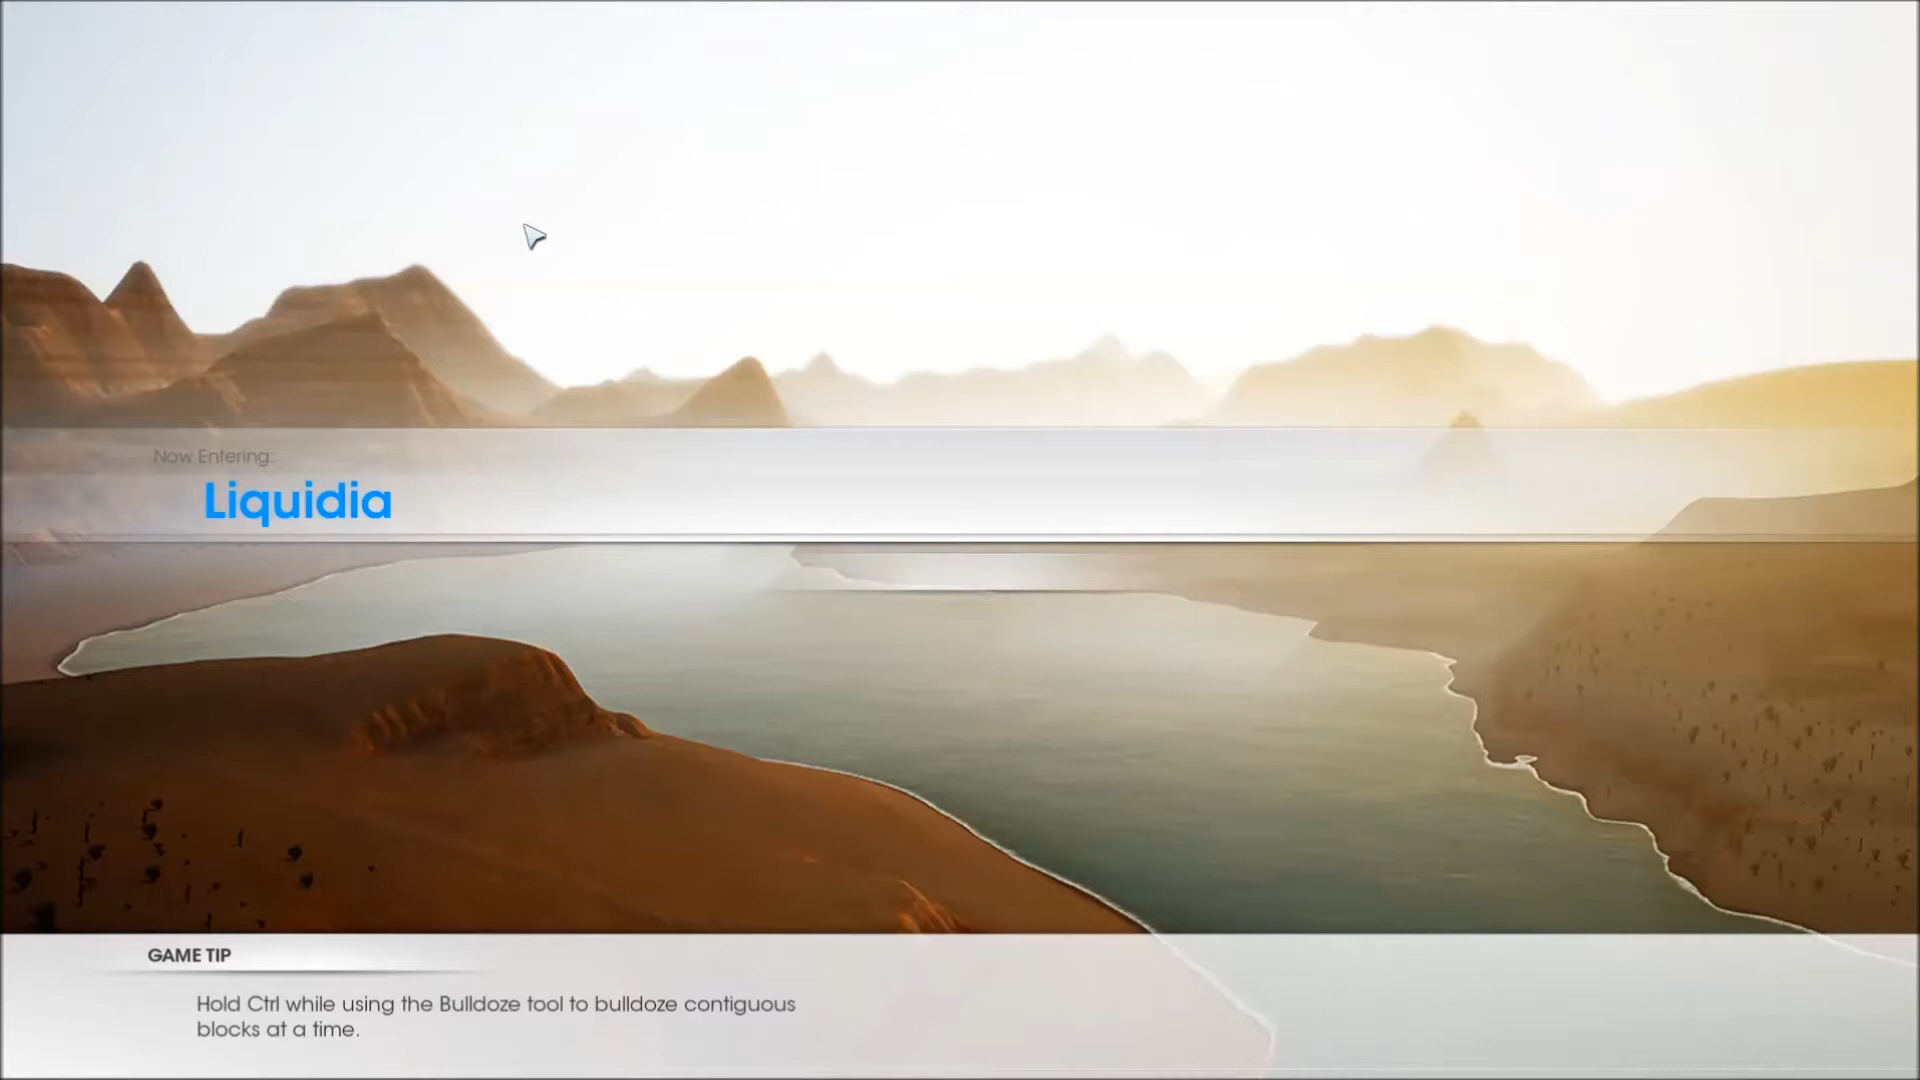 Now Entering:
Liquidia
GAME TIP
Hold Ctrl while using the Bulldoze tool to bulldoze contiguous
blocks at a time.